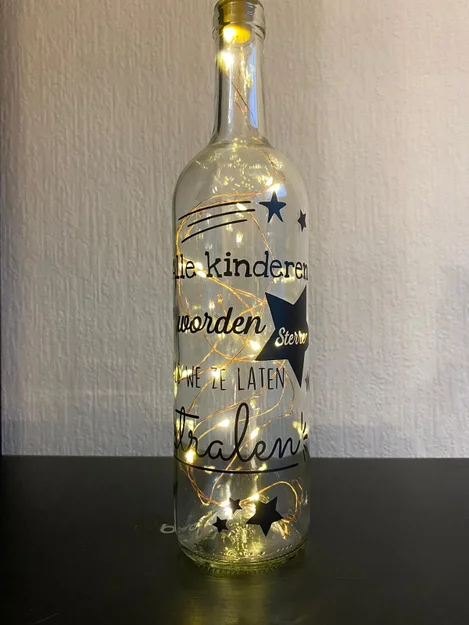 lle kinderen
worden Sterre
WE ZE LATEN
tralen